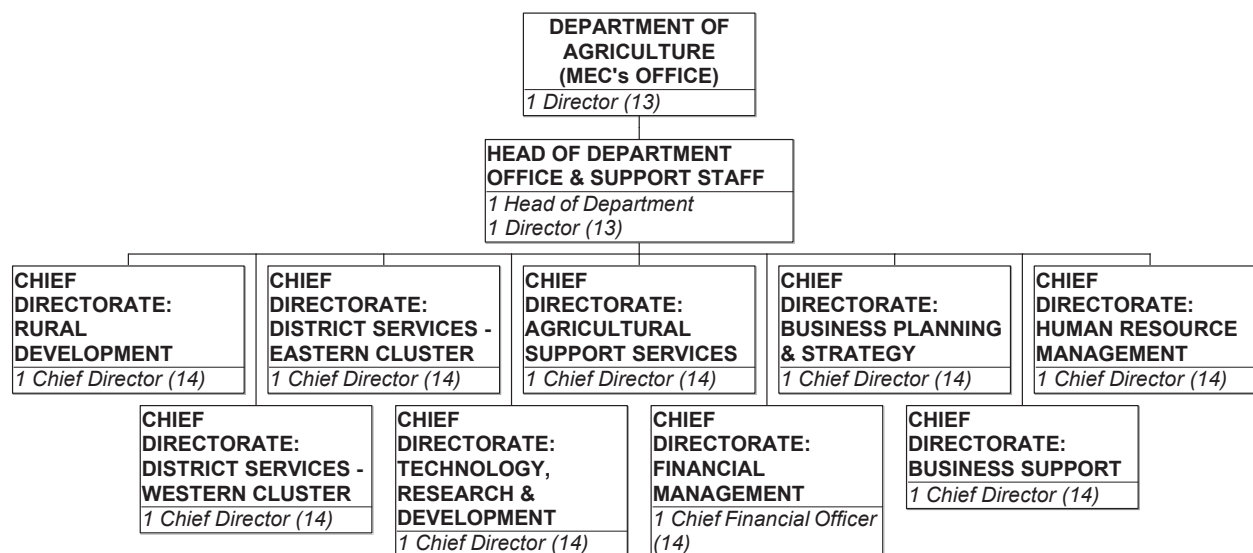 DEPARTMENT OF
AGRICULTURE
(MEC's OFFICE)
1 Director (13)
HEAD OF DEPARTMENT
OFFICE & SUPPORT STAFF
1 Head of Department
1 Director (13)
CHIEF
DIRECTORATE:
RURAL
DEVELOPMENT
1 Chief Director (14)
CHIEF
DIRECTORATE:
DISTRICT SERVICES -
EASTERN CLUSTER
1 Chief Director (14)
CHIEF
DIRECTORATE:
AGRICULTURAL
SUPPORT SERVICES
1 Chief Director (14)
CHIEF
DIRECTORATE:
BUSINESS PLANNING
& STRATEGY
1 Chief Director (14)
CHIEF
DIRECTORATE:
HUMAN RESOURCE
MANAGEMENT
1 Chief Director (14)
CHIEF
DIRECTORATE:
DISTRICT SERVICES -
WESTERN CLUSTER
1 Chief Director (14)
CHIEF
DIRECTORATE:
TECHNOLOGY,
RESEARCH &
DEVELOPMENT
1 Chief Director (14)
CHIEF
DIRECTORATE:
FINANCIAL
MANAGEMENT
1 Chief Financial Officer
(14)
CHIEF
DIRECTORATE:
BUSINESS SUPPORT
1 Chief Director (14)